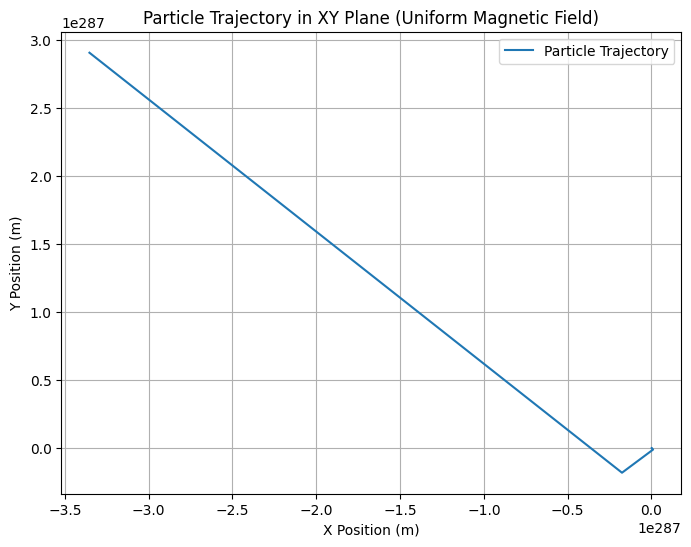 Particle Trajectory in XY Plane (Uniform Magnetic Field)
1e287
3.0
2.5
2.0
1.5
1.0
0.5
0.0
Y Position (m)
Particle Trajectory
−3.5 −3.0 −2.5 −2.0 −1.5 −1.0 −0.5 0.0
X Position (m)
1e287